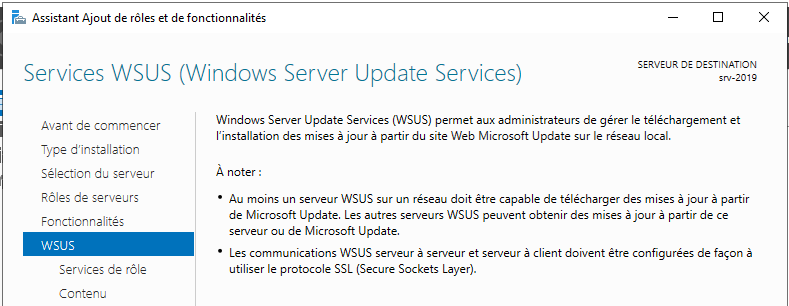 Assistant Ajout de rôles et de fonctionnalités
Services WSUS (Windows Server Update Services)
SERVEUR DE DESTINATION
srv-2019
Avant de commencer
Type d'installation
Sélection du serveur
Rôles de serveurs
Fonctionnalités
WSUS
Services de rôle
Contenu
Windows Server Update Services (WSUS) permet aux administrateurs de gérer le téléchargement et
l'installation des mises à jour à partir du site Web Microsoft Update sur le réseau local.
À noter :
• Au moins un serveur WSUS sur un réseau doit être capable de télécharger des mises à jour à partir
de Microsoft Update. Les autres serveurs WSUS peuvent obtenir des mises à jour à partir de ce
serveur ou de Microsoft Update.
• Les communications WSUS serveur à serveur et serveur à client doivent être configurées de façon à
utiliser le protocole SSL (Secure Sockets Layer).